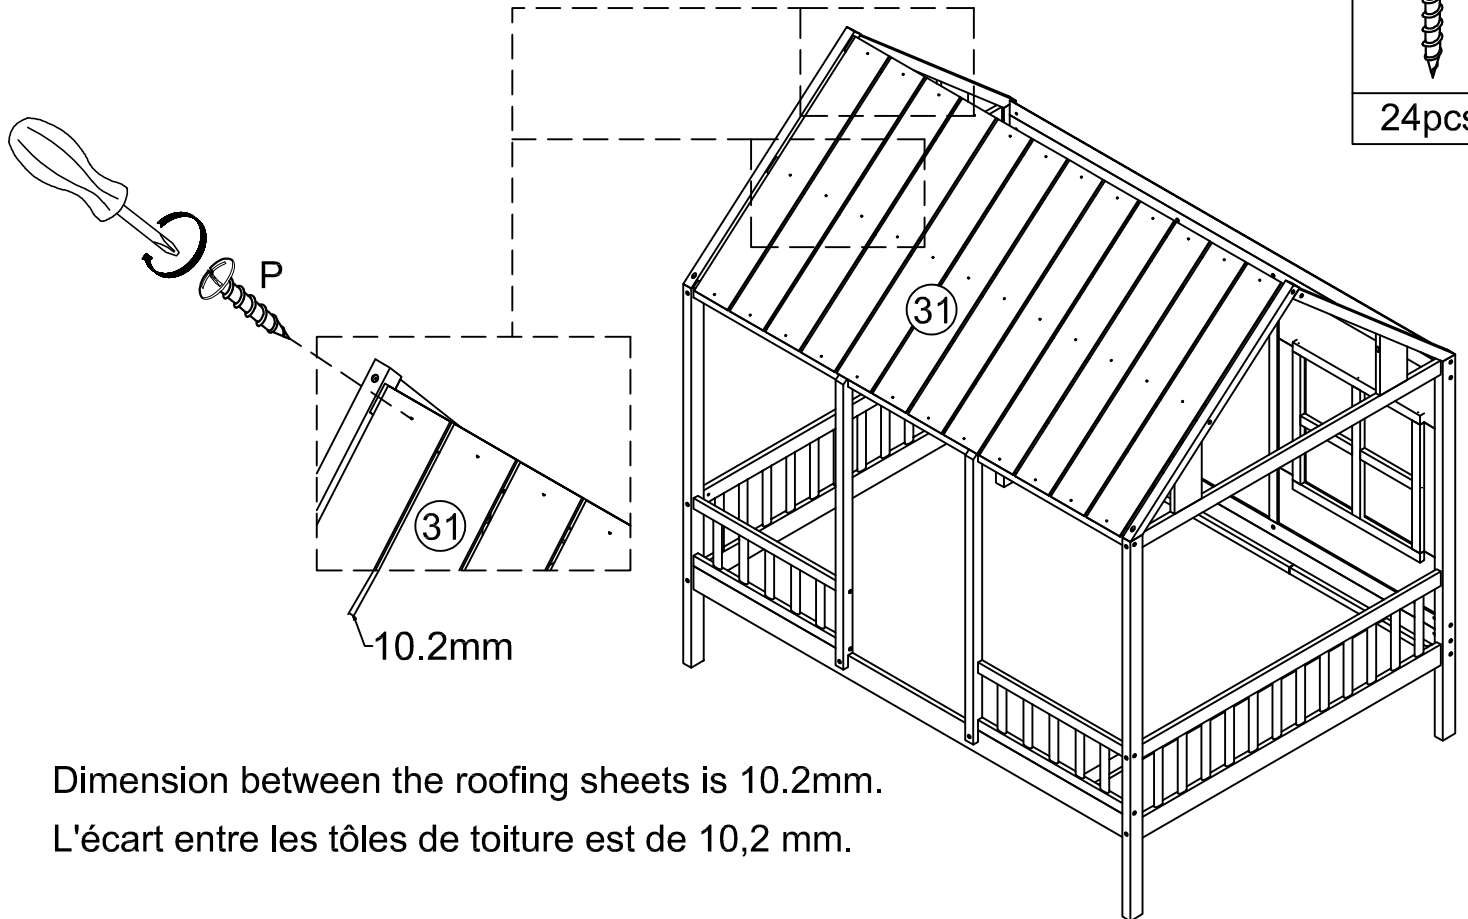 24pcs
P
31
31
10.2mm
Dimension between the roofing sheets is 10.2mm.
L'écart entre les tôles de toiture est de 10,2 mm.